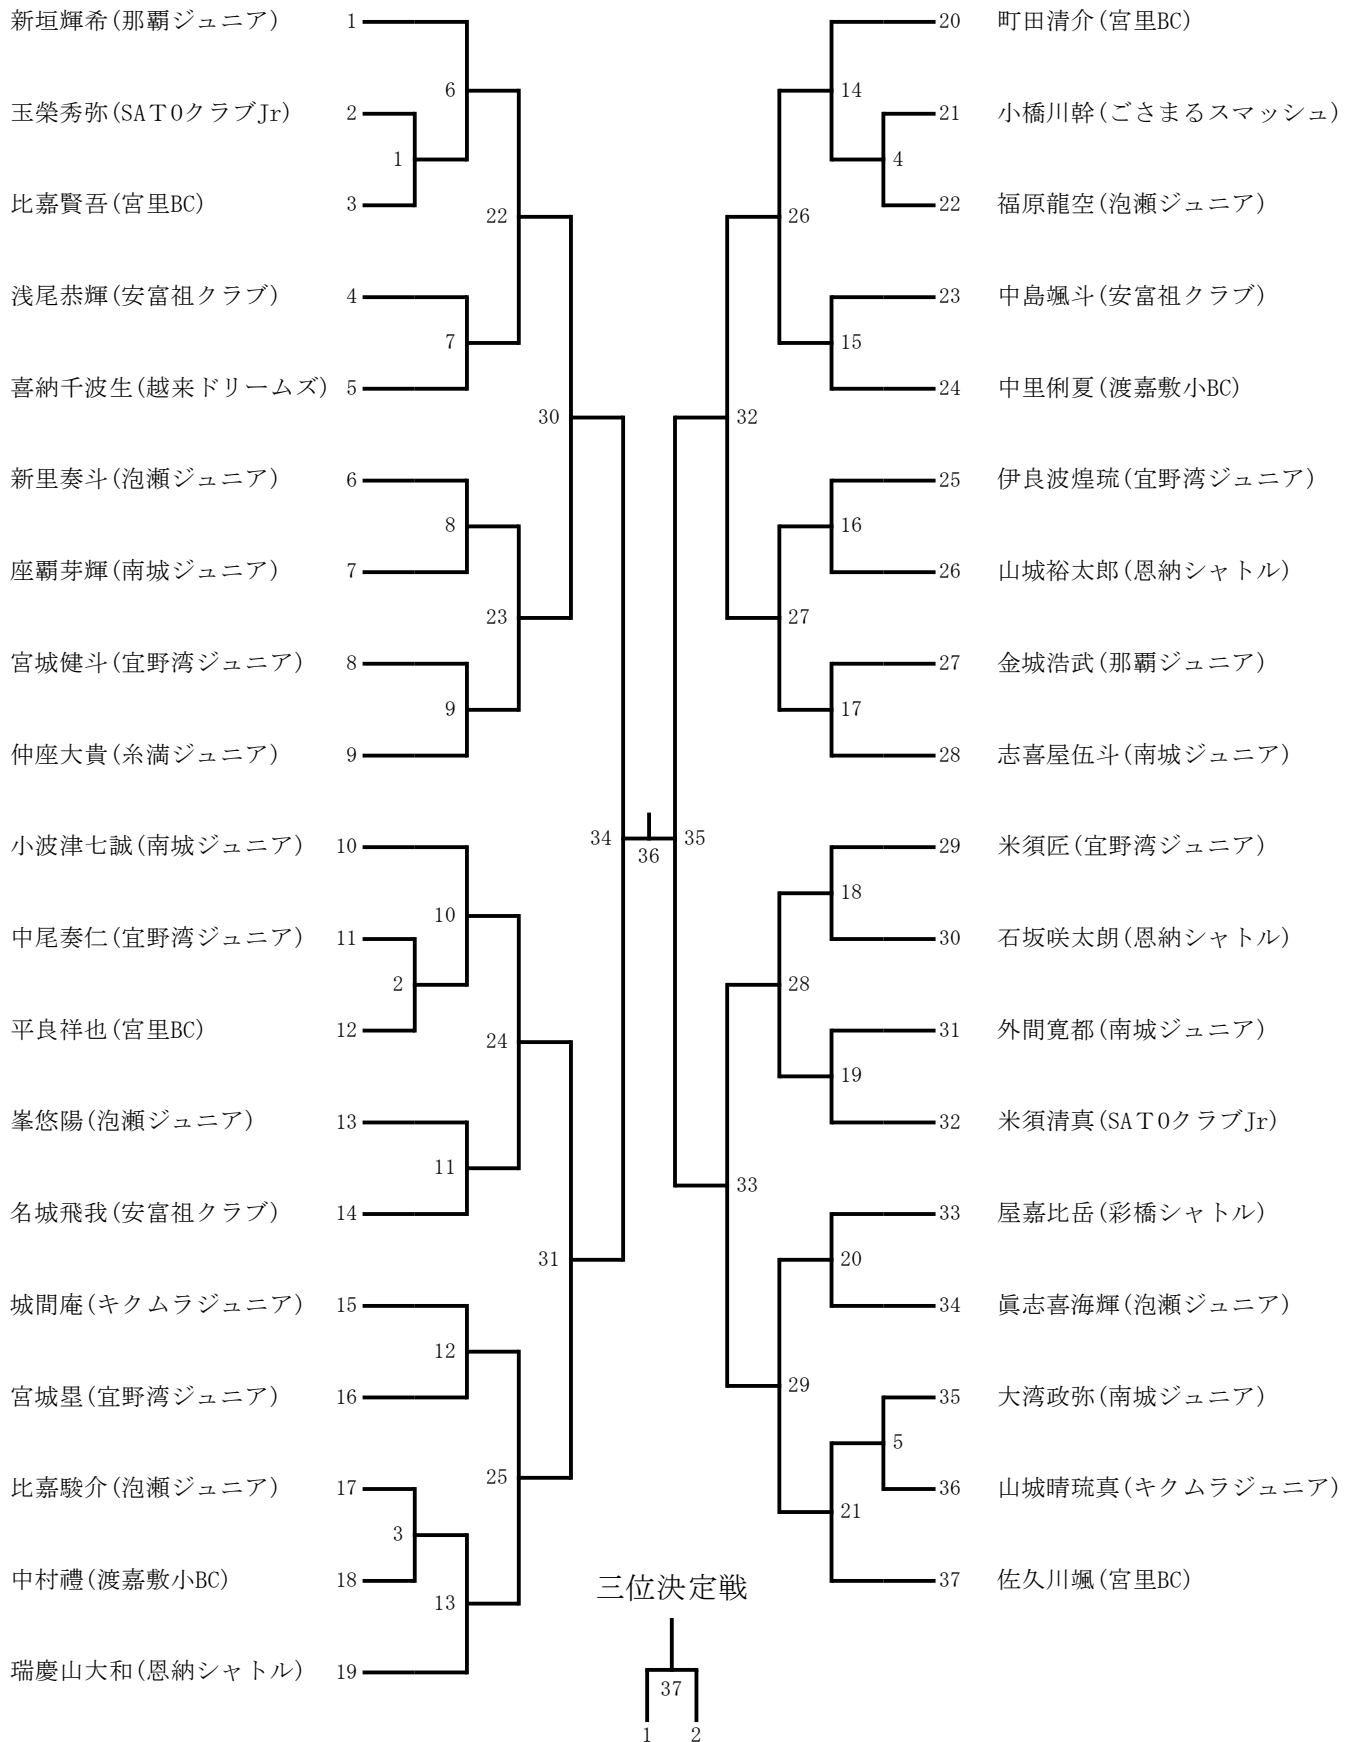 新垣輝希(那覇ジュニア) 1
玉榮秀弥(SATOクラブJr) 2
比嘉賢吾(宮里BC) 3
浅尾恭輝(安富祖クラブ) 4
喜納千波生(越来ドリームズ) 5
新里奏斗(泡瀬ジュニア) 6
座覇芽輝(南城ジュニア) 7
宮城健斗(宜野湾ジュニア) 8
仲座大貴(糸満ジュニア) 9
小波津七誠(南城ジュニア) 10
中尾奏仁(宜野湾ジュニア) 11
平良祥也(宮里BC) 12
峯悠陽(泡瀬ジュニア) 13
名城飛我(安富祖クラブ) 14
城間庵(キクムラジュニア) 15
宮城塁(宜野湾ジュニア) 16
比嘉駿介(泡瀬ジュニア) 17
中村禮(渡嘉敷小BC) 18
瑞慶山大和(恩納シャトル) 19
1
2
3
6
7
8
9
10
11
12
13
22
23
24
25
30
31
34
36
35
32
33
26
27
28
29
14
15
16
17
18
19
20
21
4
5
20 町田清介(宮里BC)
21 小橋川幹(ごさまるスマッシュ)
22 福原龍空(泡瀬ジュニア)
23 中島颯斗(安富祖クラブ)
24 中里俐夏(渡嘉敷小BC)
25 伊良波煌琉(宜野湾ジュニア)
26 山城裕太郎(恩納シャトル)
27 金城浩武(那覇ジュニア)
28 志喜屋伍斗(南城ジュニア)
29 米須匠(宜野湾ジュニア)
30 石坂咲太朗(恩納シャトル)
31 外間寛都(南城ジュニア)
32 米須清真(SATOクラブJr)
33 屋嘉比岳(彩橋シャトル)
34 眞志喜海輝(泡瀬ジュニア)
35 大湾政弥(南城ジュニア)
36 山城晴琉真(キクムラジュニア)
37 佐久川颯(宮里BC)
三位決定戦
37
1 2